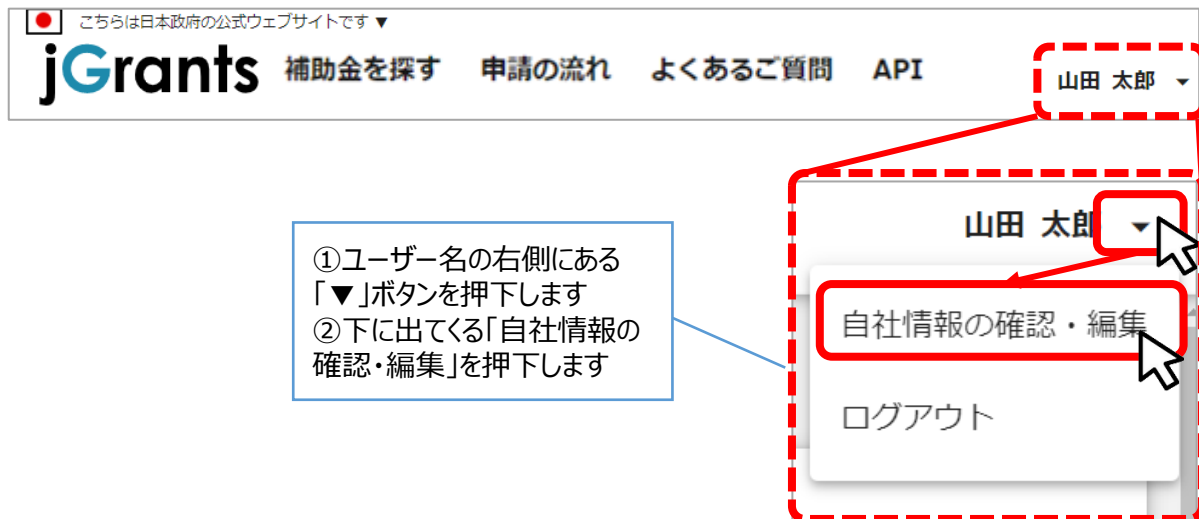 こちらは日本政府の公式ウェブサイトです ▼
jGrants 補助金を探す 申請の流れ よくあるご質問 API 山田 太郎 ▼
山田 太郎 ▼
①ユーザー名の右側にある
「▼」ボタンを押下します
②下に出てくる「自社情報の
確認・編集」を押下します
自社情報の確認・編集
ログアウト